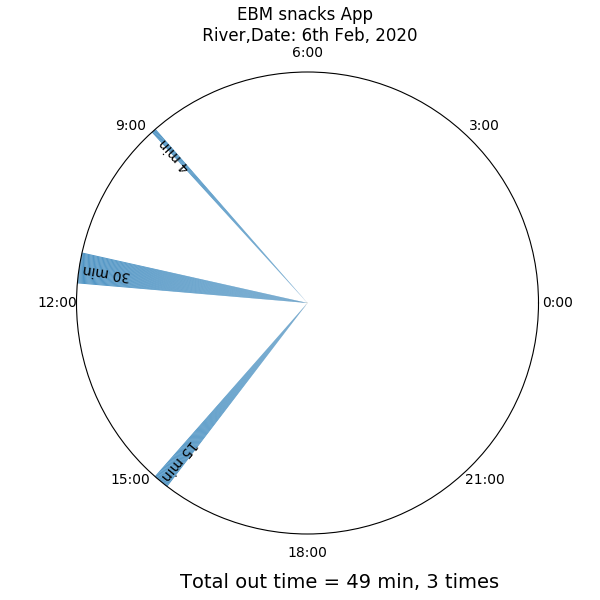 EBM snacks App
River,Date: 6th Feb, 2020
6:00
9:00
3:00
4 min
30 min
12:00
0:00
15 min
15:00
21:00
18:00
Total out time = 49 min, 3 times